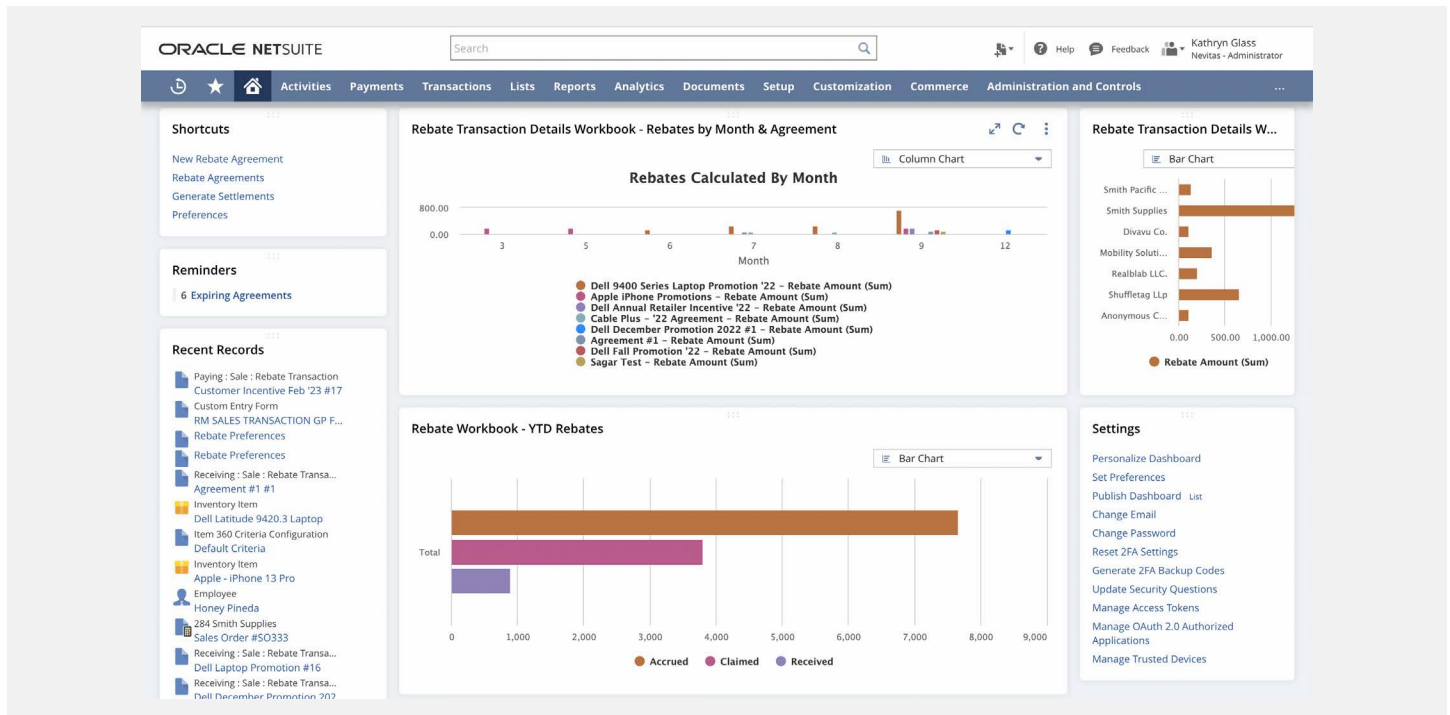 ORACLE NETSUITE
Search
Help
Feedback
Kathryn Glass
Nevitas - Administrator
Activities
Payments
Transactions
Lists
Reports
Analytics
Documents
Setup
Customization
Commerce
Administration and Controls
...
Shortcuts
New Rebate Agreement
Rebate Agreements
Generate Settlements
Preferences
Reminders
6 Expiring Agreements
Recent Records
Paying : Sale : Rebate Transaction
Customer Incentive Feb '23 #17
Custom Entry Form
RM SALES TRANSACTION GP F...
Rebate Preferences
Rebate Preferences
Receiving : Sale : Rebate Transa...
Agreement #1 #1
Inventory Item
Dell Latitude 9420.3 Laptop
Item 360 Criteria Configuration
Default Criteria
Inventory Item
Apple - iPhone 13 Pro
Employee
Honey Pineda
284 Smith Supplies
Sales Order #SO333
Receiving : Sale : Rebate Transa...
Dell Laptop Promotion #16
Receiving : Sale : Rebate Transa...
Dell December Promotion 202
Rebate Transaction Details Workbook - Rebates by Month & Agreement
Column Chart
Rebates Calculated By Month
800.00
0.00
3 5 6 7 8 9 12
Month
Dell 9400 Series Laptop Promotion '22 – Rebate Amount (Sum)
Apple iPhone Promotions – Rebate Amount (Sum)
Dell Annual Retailer Incentive '22 – Rebate Amount (Sum)
Cable Plus – '22 Agreement – Rebate Amount (Sum)
Dell December Promotion 2022 #1 – Rebate Amount (Sum)
Agreement #1 – Rebate Amount (Sum)
Dell Fall Promotion '22 – Rebate Amount (Sum)
Sagar Test – Rebate Amount (Sum)
Rebate Workbook - YTD Rebates
Bar Chart
Total
0 1,000 2,000 3,000 4,000 5,000 6,000 7,000 8,000 9,000
Accrued Claimed Received
Rebate Transaction Details W...
Bar Chart
Smith Pacific ...
Smith Supplies
Divavu Co.
Mobility Soluti...
Realblab LLC.
Shuffletag LLp
Anonymous C...
0.00 500.00 1,000.00
Rebate Amount (Sum)
Settings
Personalize Dashboard
Set Preferences
Publish Dashboard List
Change Email
Change Password
Reset 2FA Settings
Generate 2FA Backup Codes
Update Security Questions
Manage Access Tokens
Manage OAuth 2.0 Authorized
Applications
Manage Trusted Devices